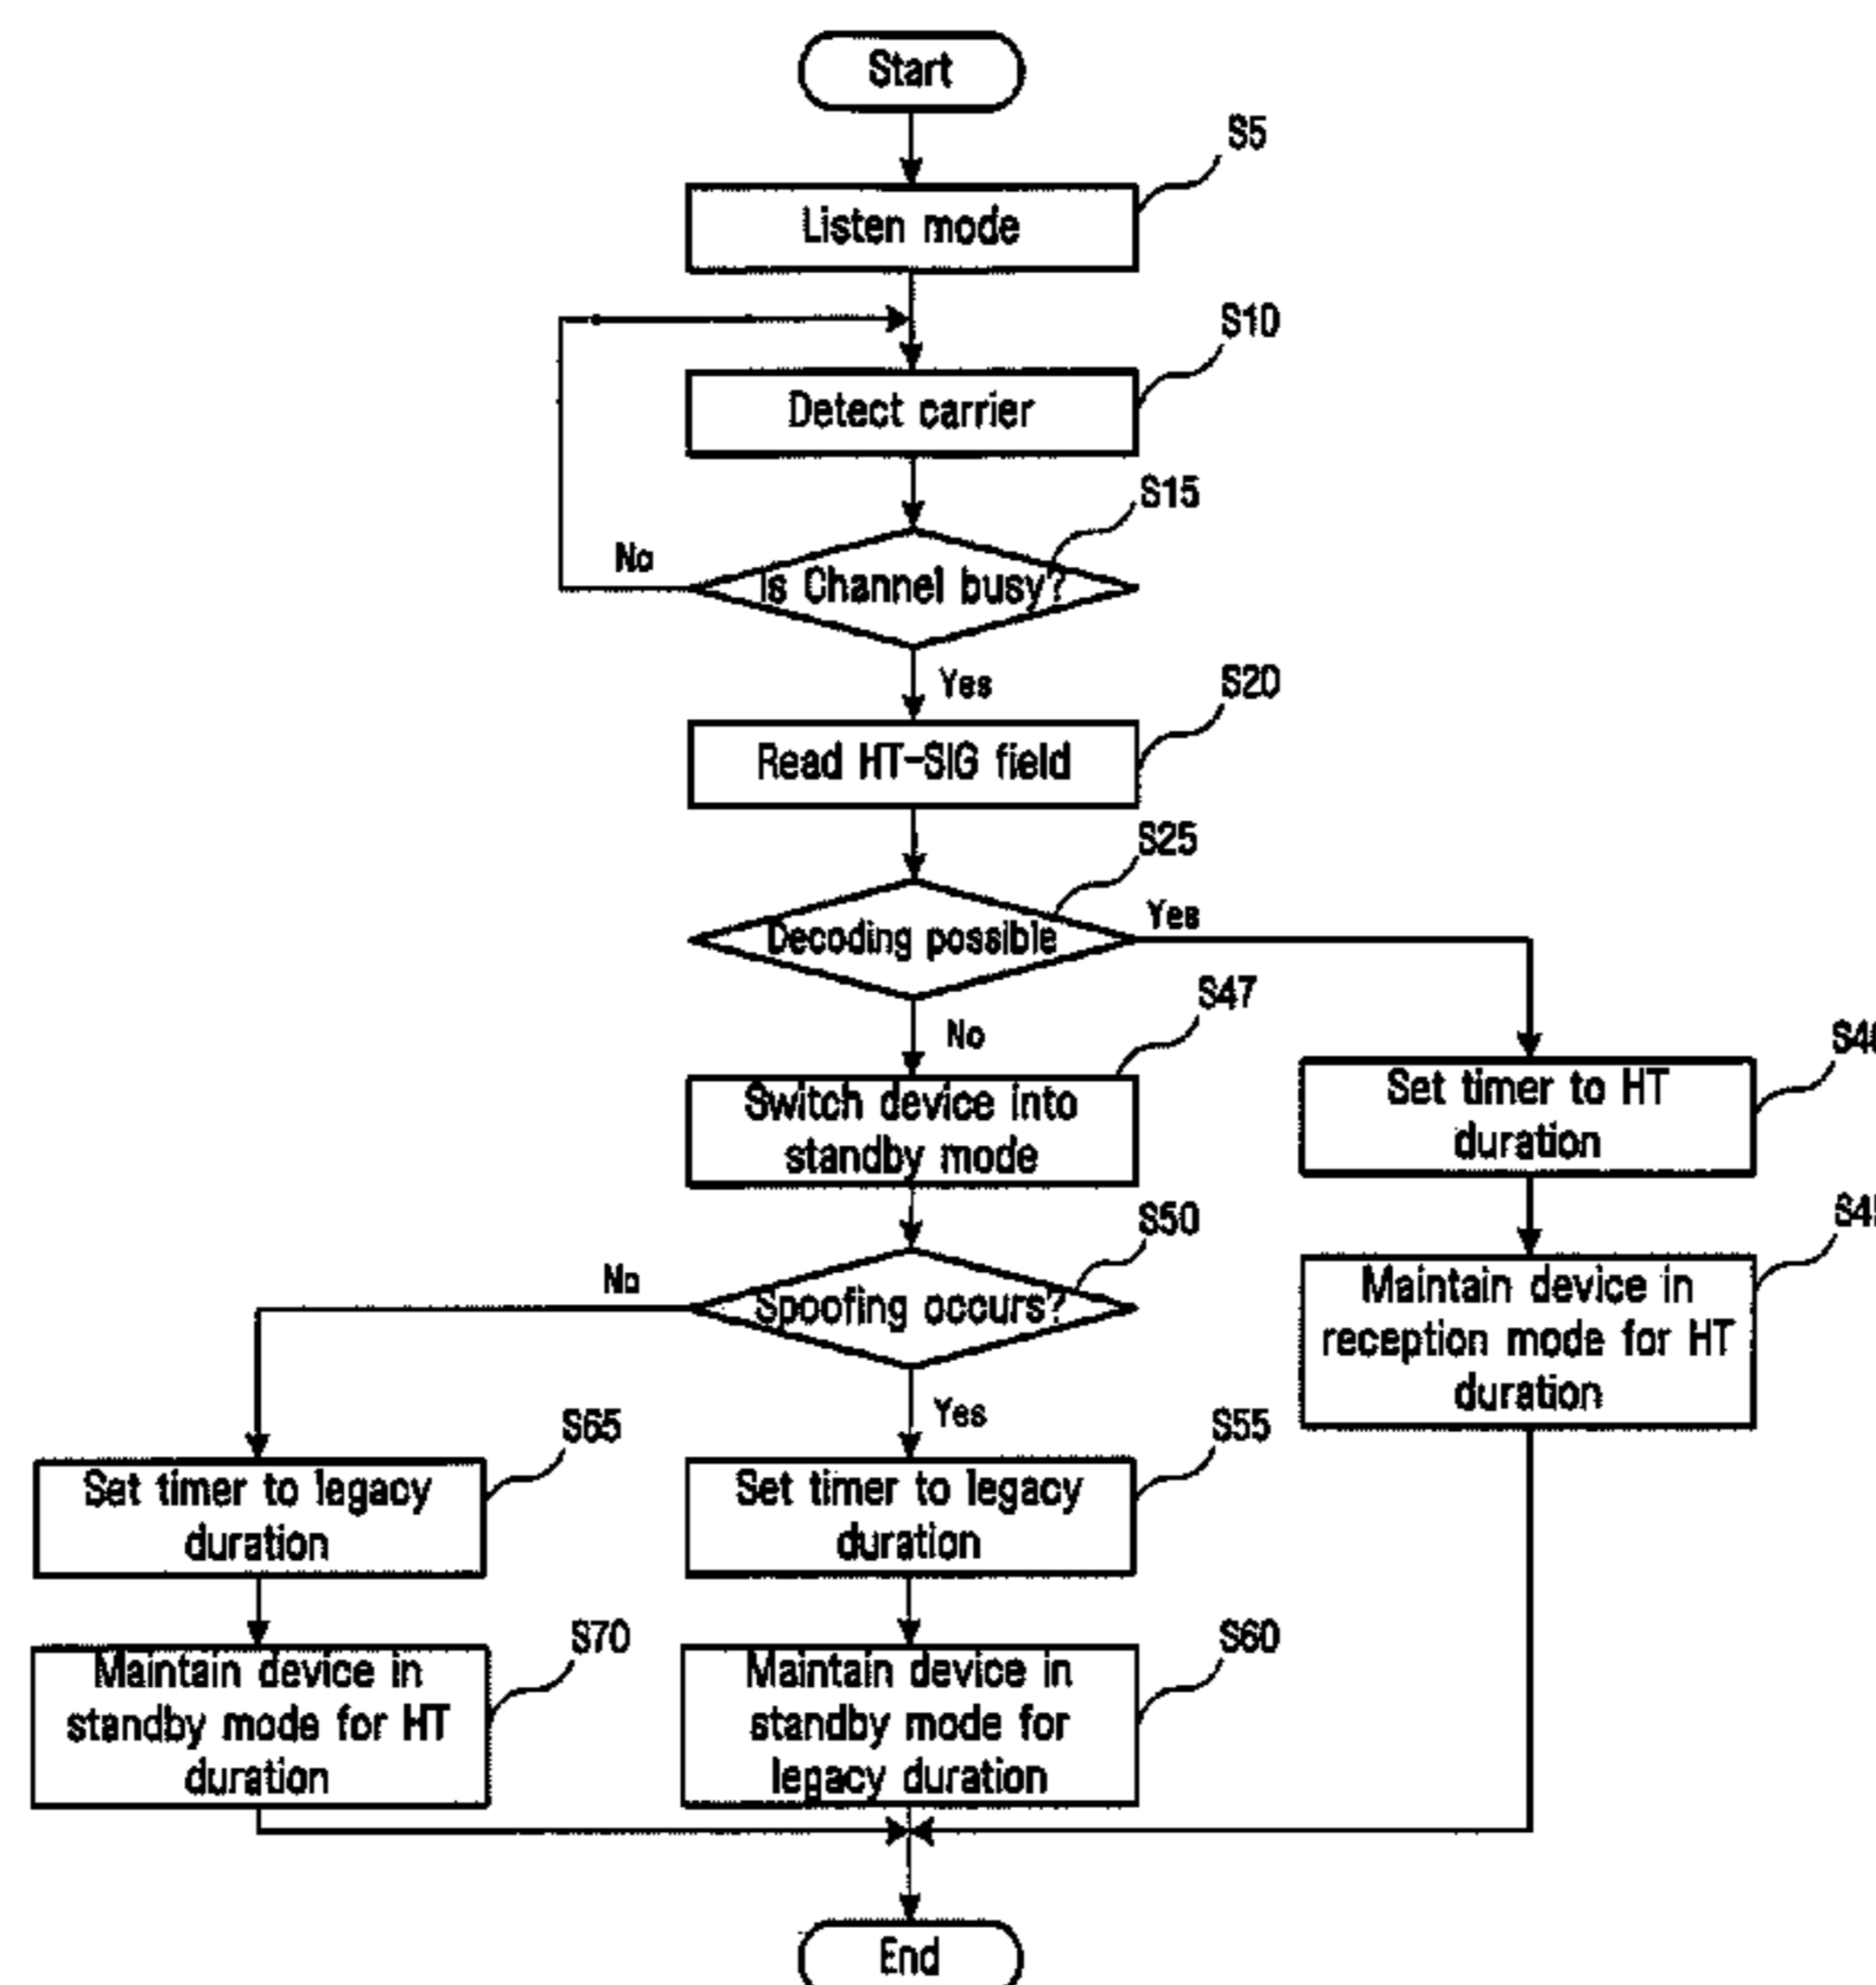 Start
S5
Listen mode
S10
Detect carrier
S15
No
Is Channel busy?
Yes
S20
Read HT-SIG field
S25
Decoding possible
Yes
S47
No
Switch device into
standby mode
Set timer to HT
duration
S50
No
Spoofing occurs?
Maintain device in
reception mode for HT
duration
Yes
S65
S55
Set timer to legacy
duration
Set timer to legacy
duration
S70
S60
Maintain device in
standby mode for HT
duration
Maintain device in
standby mode for
legacy duration
End